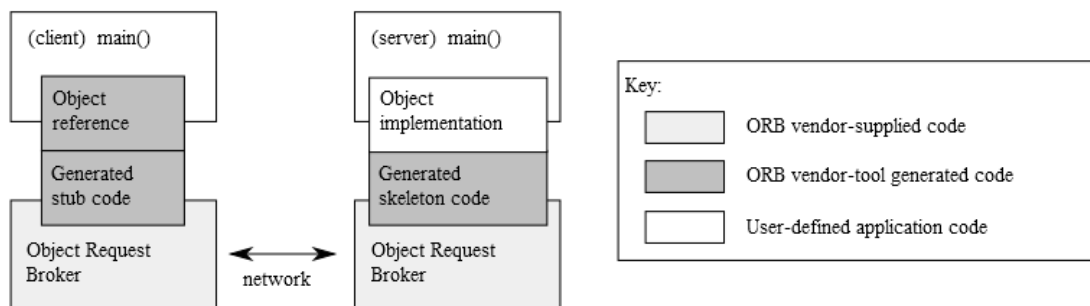 (client) main()
Object
reference
Generated
stub code
Object Request
Broker
network
(server) main()
Object
implementation
Generated
skeleton code
Object Request
Broker
Key:
ORB vendor-supplied code
ORB vendor-tool generated code
User-defined application code